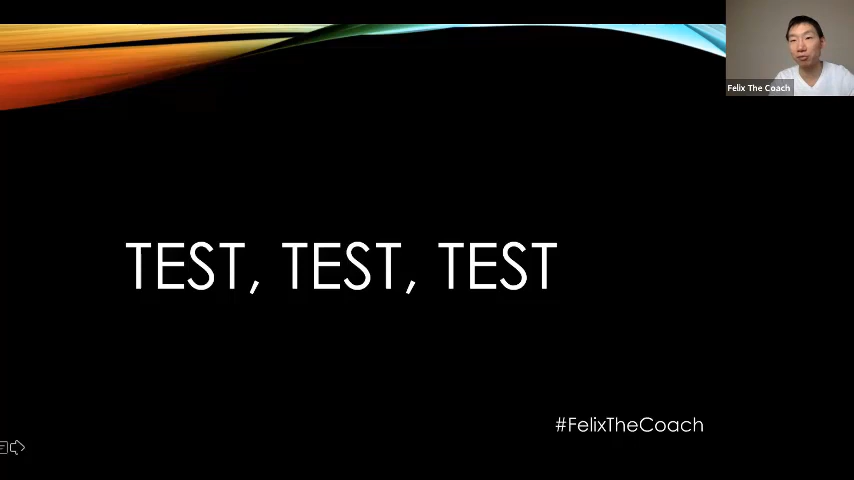 Felix The Coach
TEST, TEST, TEST
#FelixTheCoach